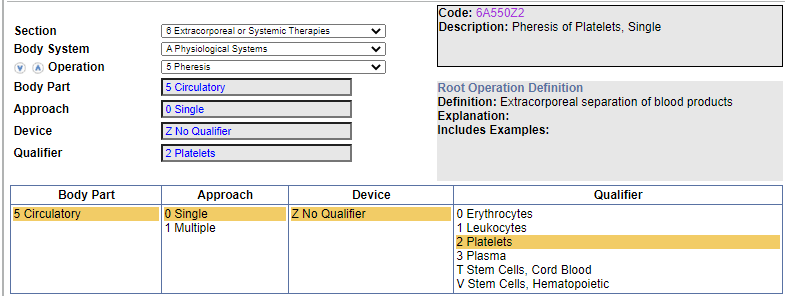 Section
6 Extracorporeal or Systemic Therapies
Body System
A Physiological Systems
Operation
5 Pheresis
Body Part
5 Circulatory
Approach
0 Single
Device
Z No Qualifier
Qualifier
2 Platelets
Code: 6A550Z2
Description: Pheresis of Platelets, Single
Root Operation Definition
Definition: Extracorporeal separation of blood products
Explanation:
Includes Examples:
Body Part Approach Device Qualifier
5 Circulatory 0 Single Z No Qualifier 0 Erythrocytes
1 Multiple 1 Leukocytes
2 Platelets
3 Plasma
T Stem Cells, Cord Blood
V Stem Cells, Hematopoietic